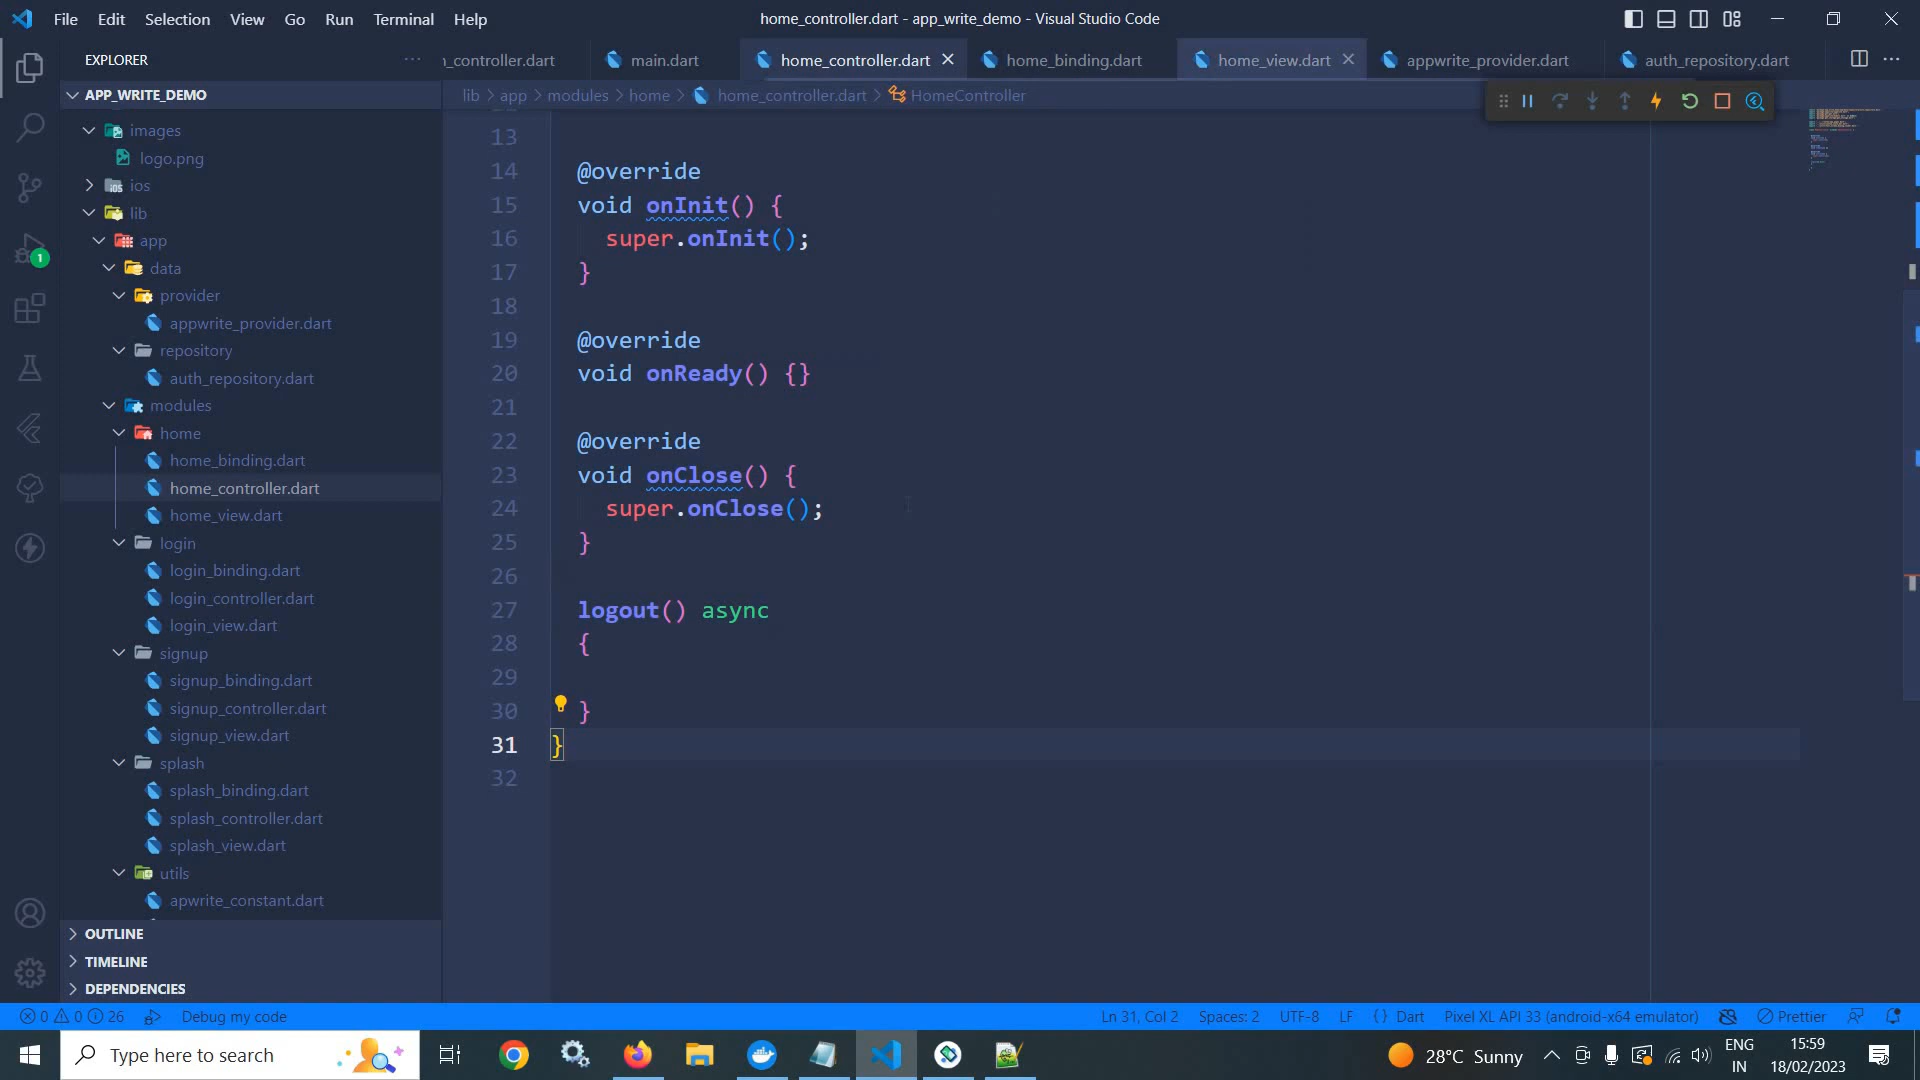 File Edit Selection View Go Run Terminal Help
home_controller.dart - app_write_demo - Visual Studio Code
EXPLORER
n_controller.dart
main.dart
home_controller.dart
home_binding.dart
home_view.dart
appwrite_provider.dart
auth_repository.dart
APP_WRITE_DEMO
lib > app > modules > home > home_controller.dart > HomeController
images
logo.png
ios
lib
app
data
provider
appwrite_provider.dart
repository
auth_repository.dart
modules
home
home_binding.dart
home_controller.dart
home_view.dart
login
login_binding.dart
login_controller.dart
login_view.dart
signup
signup_binding.dart
signup_controller.dart
signup_view.dart
splash
splash_binding.dart
splash_controller.dart
splash_view.dart
utils
apwrite_constant.dart
OUTLINE
TIMELINE
DEPENDENCIES
1
13
14 @override
15 void onInit() {
16 super.onInit();
17 }
18
19 @override
20 void onReady() {}
21
22 @override
23 void onClose() {
24 super.onClose();
25 }
26
27 logout() async
28 {
29
30 }
31 }
32
0 0 26 Debug my code
Ln 31, Col 2 Spaces: 2 UTF-8 LF {} Dart Pixel XL API 33 (android-x64 emulator) Prettier
Type here to search
28°C Sunny
ENG
IN
15:59
18/02/2023